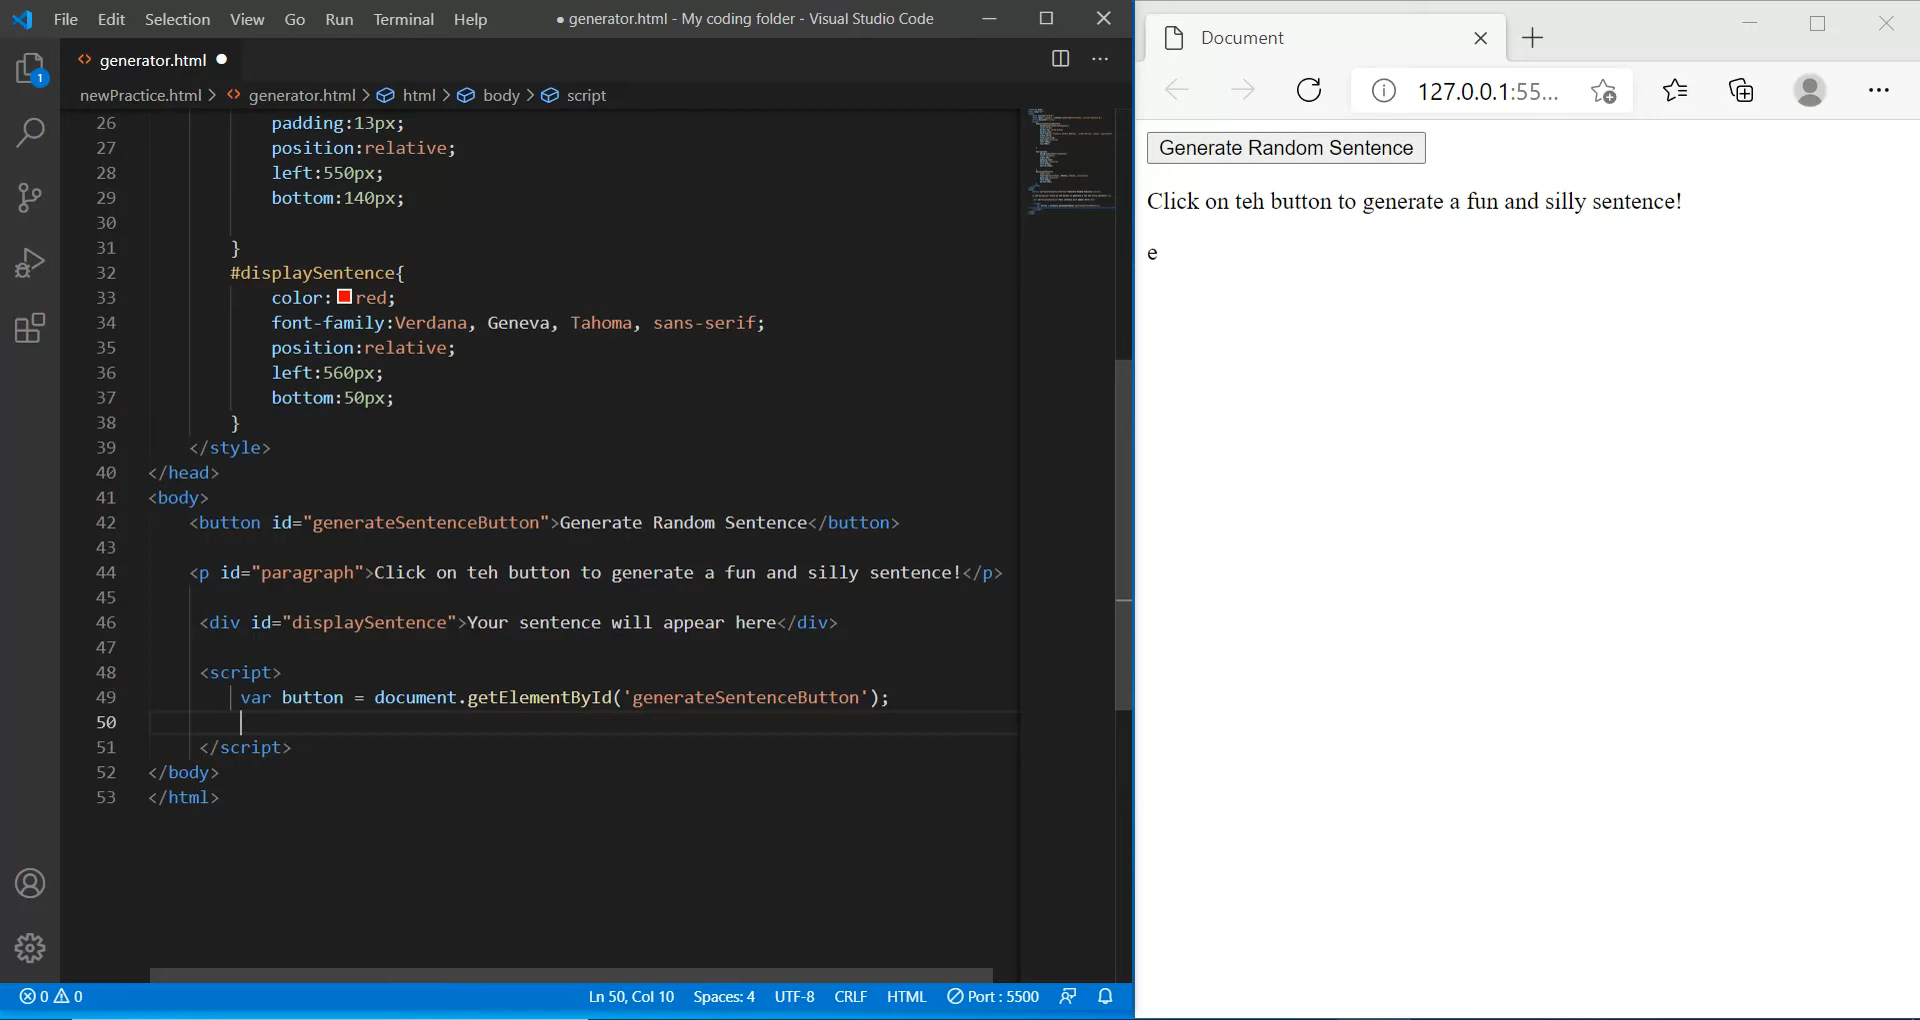 File Edit Selection View Go Run Terminal Help ● generator.html - My coding folder - Visual Studio Code
generator.html ●
newPractice.html > generator.html > html > body > script
26 padding:13px;
27 position:relative;
28 left:550px;
29 bottom:140px;
30
31 }
32 #displaySentence{
33 color: red;
34 font-family:Verdana, Geneva, Tahoma, sans-serif;
35 position:relative;
36 left:560px;
37 bottom:50px;
38 }
39 </style>
40 </head>
41 <body>
42 <button id="generateSentenceButton">Generate Random Sentence</button>
43
44 <p id="paragraph">Click on teh button to generate a fun and silly sentence!</p>
45
46 <div id="displaySentence">Your sentence will appear here</div>
47
48 <script>
49 var button = document.getElementById('generateSentenceButton');
50
51 </script>
52 </body>
53 </html>
1
0 0 Ln 50, Col 10 Spaces: 4 UTF-8 CRLF HTML Port : 5500
Document
127.0.0.1:55...
Generate Random Sentence
Click on teh button to generate a fun and silly sentence!
e